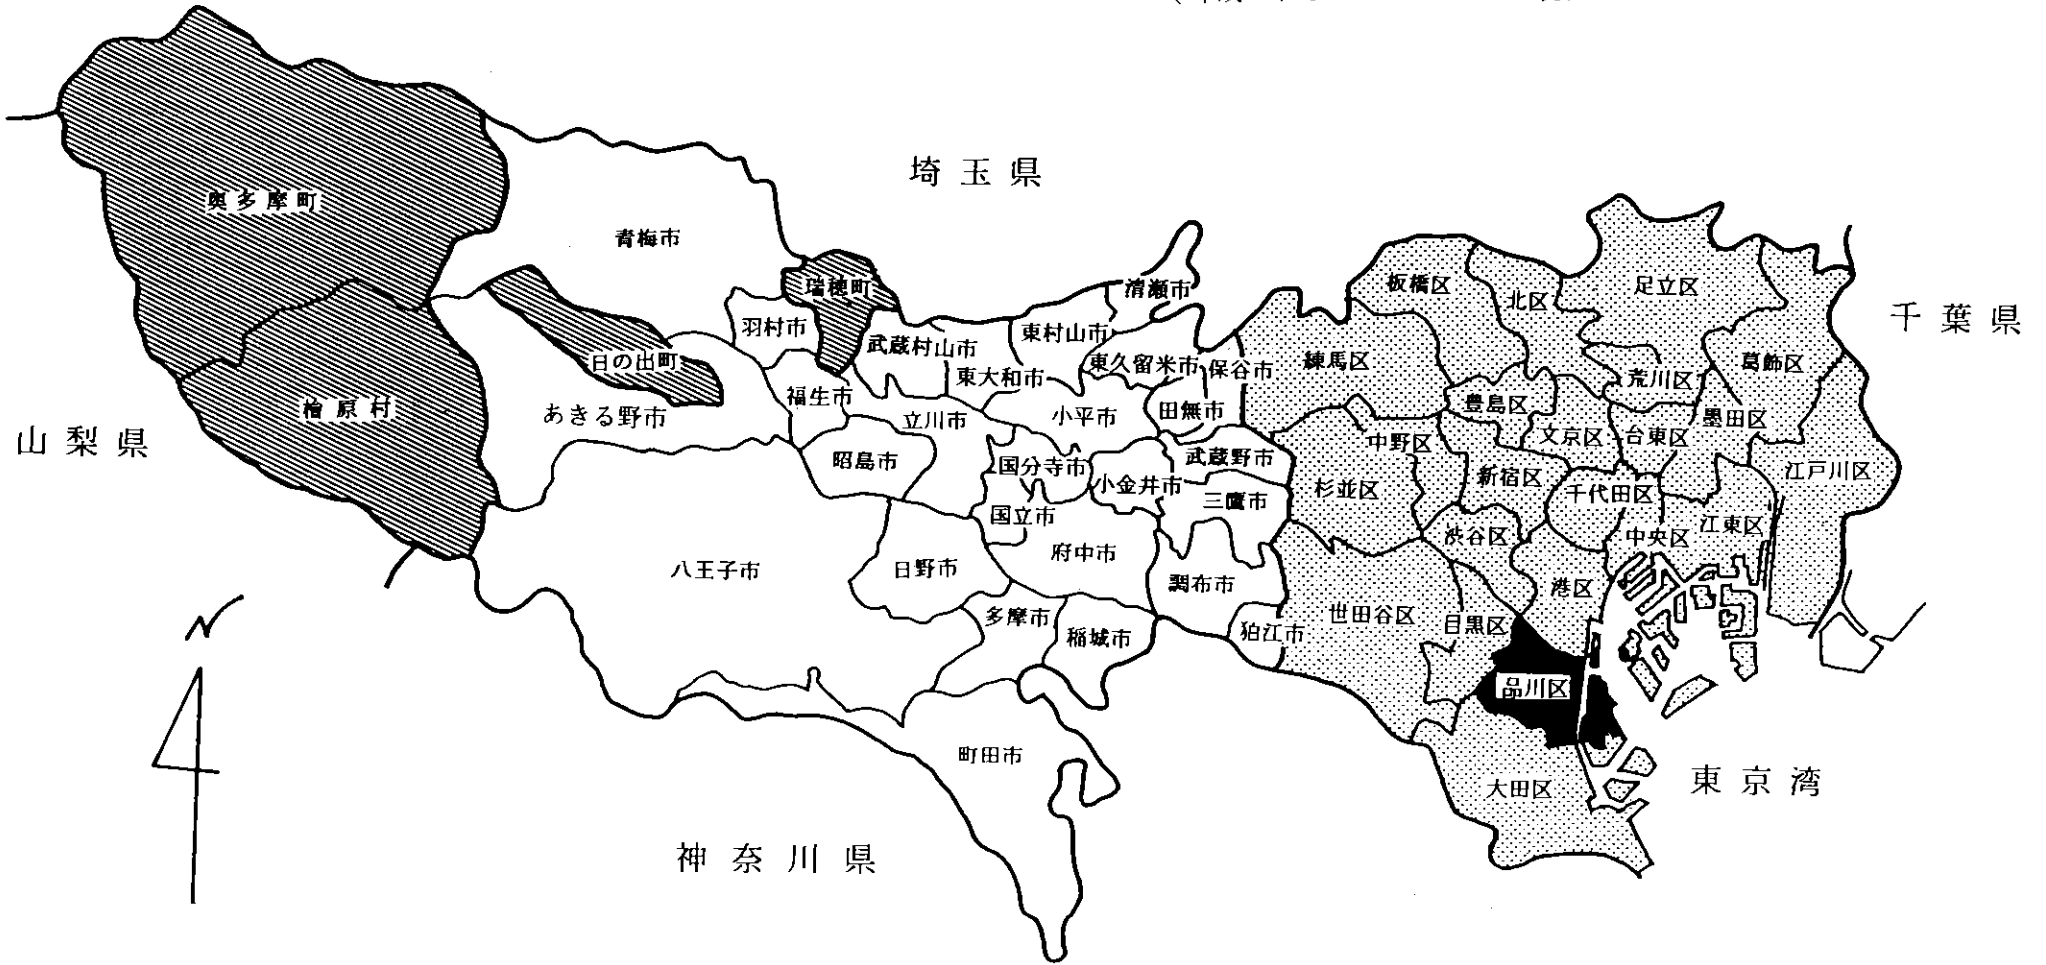 埼玉県
千葉県
山梨県
神奈川県
東京湾
奥多摩町
檜原村
青梅市
日の出町
あきる野市
瑞穂町
羽村市
福生市
武蔵村山市
東大和市
東村山市
清瀬市
東久留米市
保谷市
田無市
小平市
立川市
昭島市
国分寺市
小金井市
武蔵野市
三鷹市
国立市
府中市
調布市
狛江市
八王子市
日野市
多摩市
稲城市
町田市
板橋区
北区
足立区
葛飾区
練馬区
豊島区
荒川区
文京区
台東区
墨田区
中野区
杉並区
新宿区
千代田区
江戸川区
江東区
中央区
渋谷区
港区
世田谷区
目黒区
品川区
大田区
N